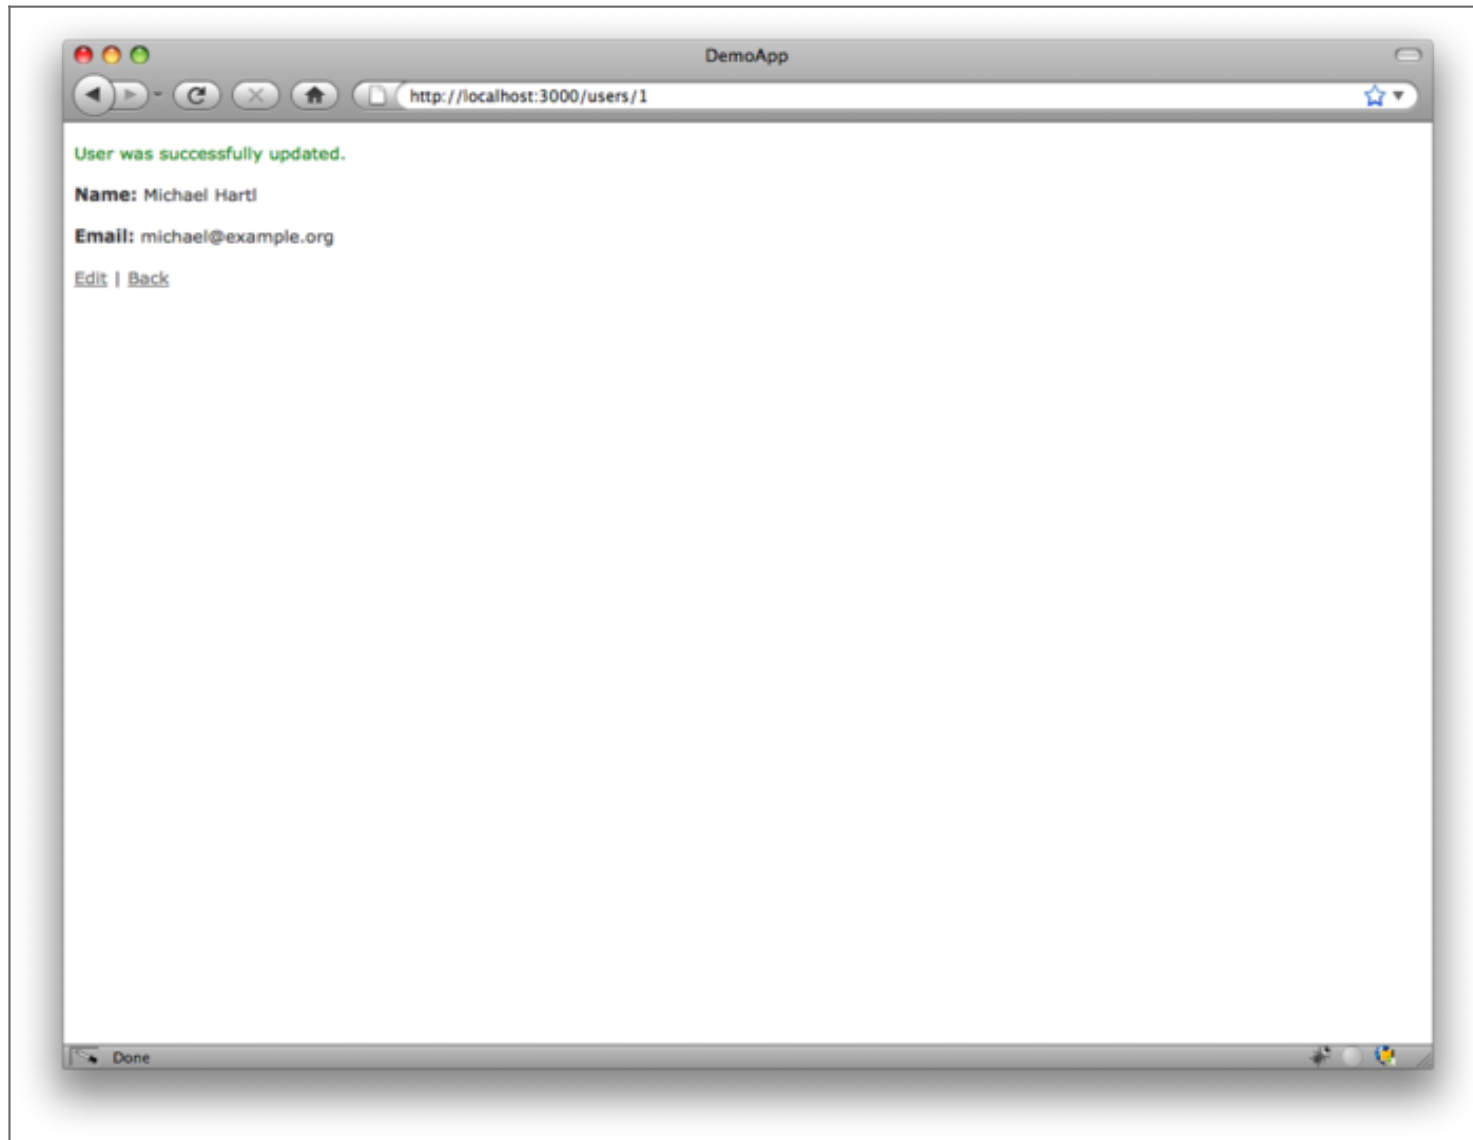 DemoApp
http://localhost:3000/users/1
User was successfully updated.
Name: Michael Hartl
Email: michael@example.org
Edit | Back
Done